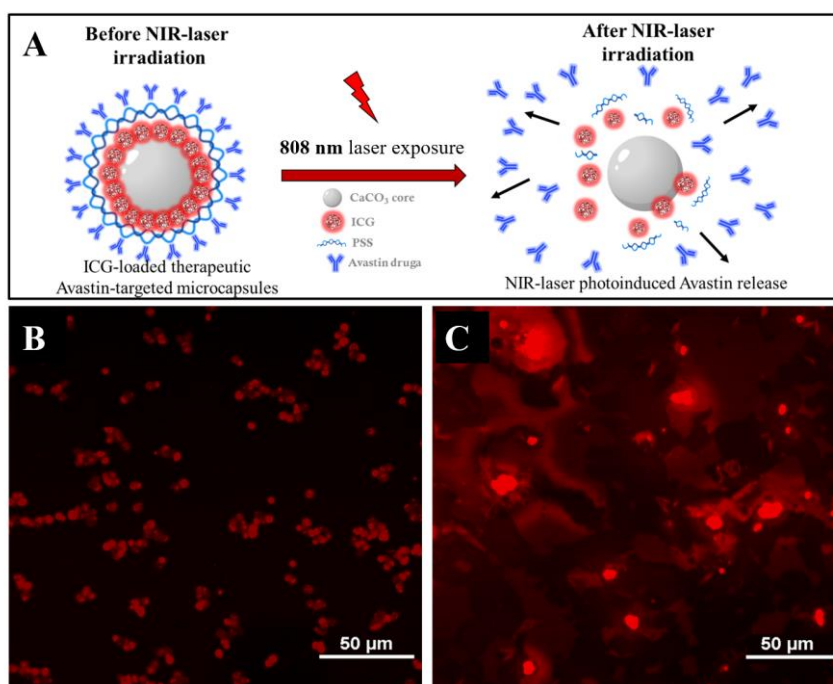 A
Before NIR-laser
irradiation
After NIR-laser
irradiation
808 nm laser exposure
CaCO₃ core
ICG
PSS
Avastin druga
ICG-loaded therapeutic
Avastin-targeted microcapsules
NIR-laser photoinduced Avastin release
B
50 µm
C
50 µm